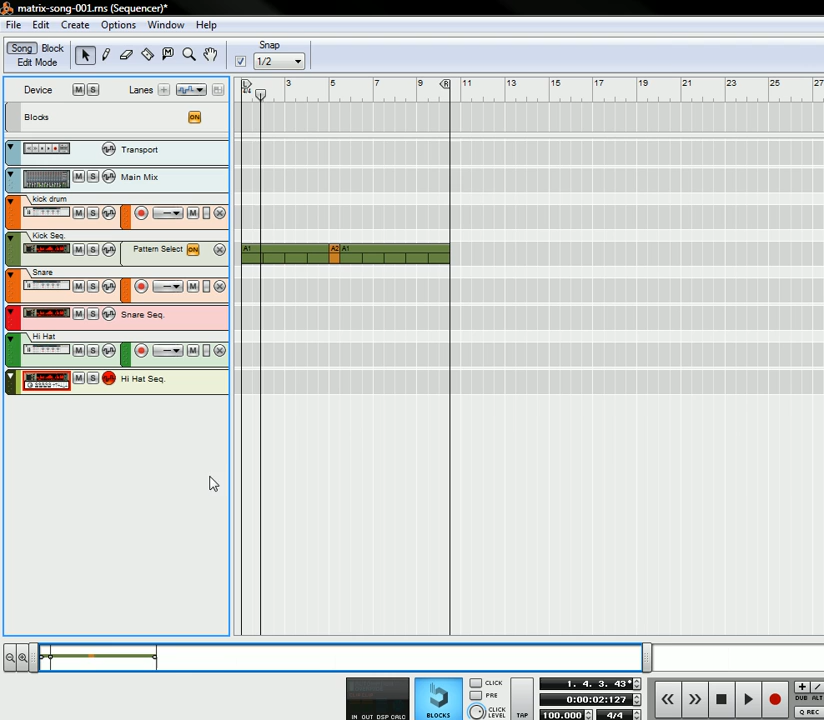 matrix-song-001.rns (Sequencer)*
File Edit Create Options Window Help
Song Block
Edit Mode
Snap
1/2
Device M S Lanes
3 5 7 9 R 11 13 15 17 19 21 23 25 27
Blocks ON
Transport
M S Main Mix
kick drum
M S M
Kick Seq.
M S Pattern Select ON
A1 A2 A1
Snare
M S M
M S Snare Seq.
Hi Hat
M S M
M S Hi Hat Seq.
IN OUT DSP CALC
BLOCKS
CLICK
PRE
CLICK
LEVEL
TAP
1. 4. 3. 43*
0:00:02:127
100.000 4/4
DUB ALT
Q REC